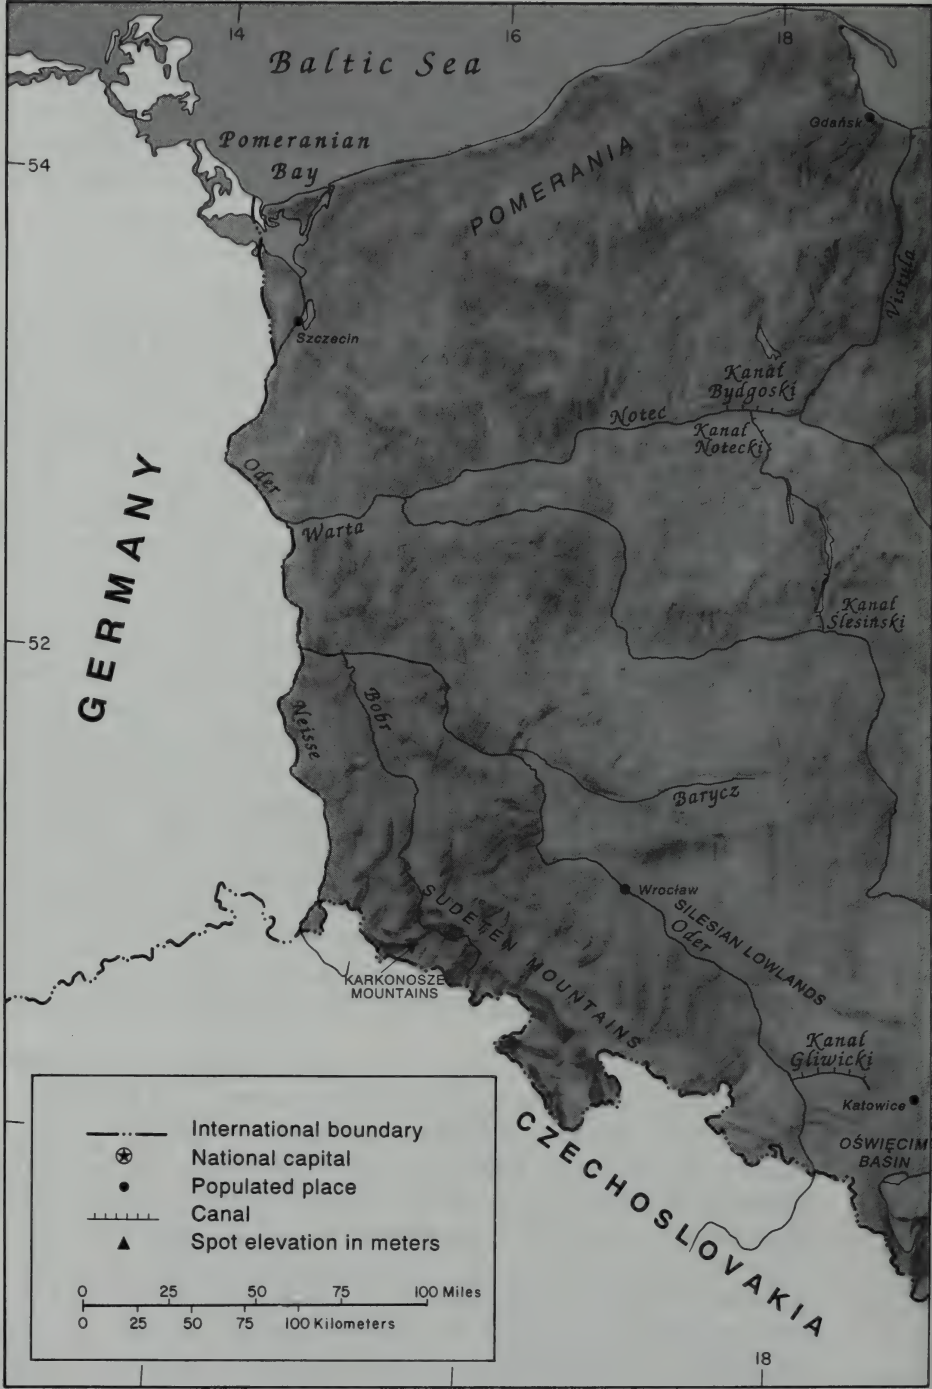 14
16
18
Baltic Sea
Gdańsk
Pomeranian
Bay
54
POMERANIA
Vistula
Szczecin
Kanał
Bydgoski
Notec
Kanał
Notecki
Oder
GERMANY
Warta
Kanał
Ślesiński
52
Neisse
Bobr
Barycz
Wrocław
SUDETEN MOUNTAINS
SILESIAN LOWLANDS
Oder
KARKONOSZE
MOUNTAINS
Kanał
Gliwicki
Katowice
OŚWIĘCIM
BASIN
CZECHOSLOVAKIA
International boundary
National capital
Populated place
Canal
Spot elevation in meters
0 25 50 75 100 Miles
0 25 50 75 100 Kilometers
18